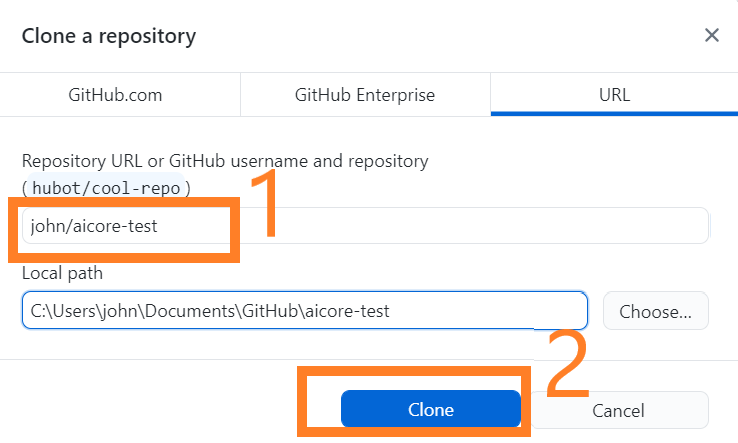 Clone a repository
GitHub.com
GitHub Enterprise
URL
Repository URL or GitHub username and repository
(hubot/cool-repo)
1
john/aicore-test
Local path
C:\Users\john\Documents\GitHub\aicore-test
Choose...
2
Clone
Cancel